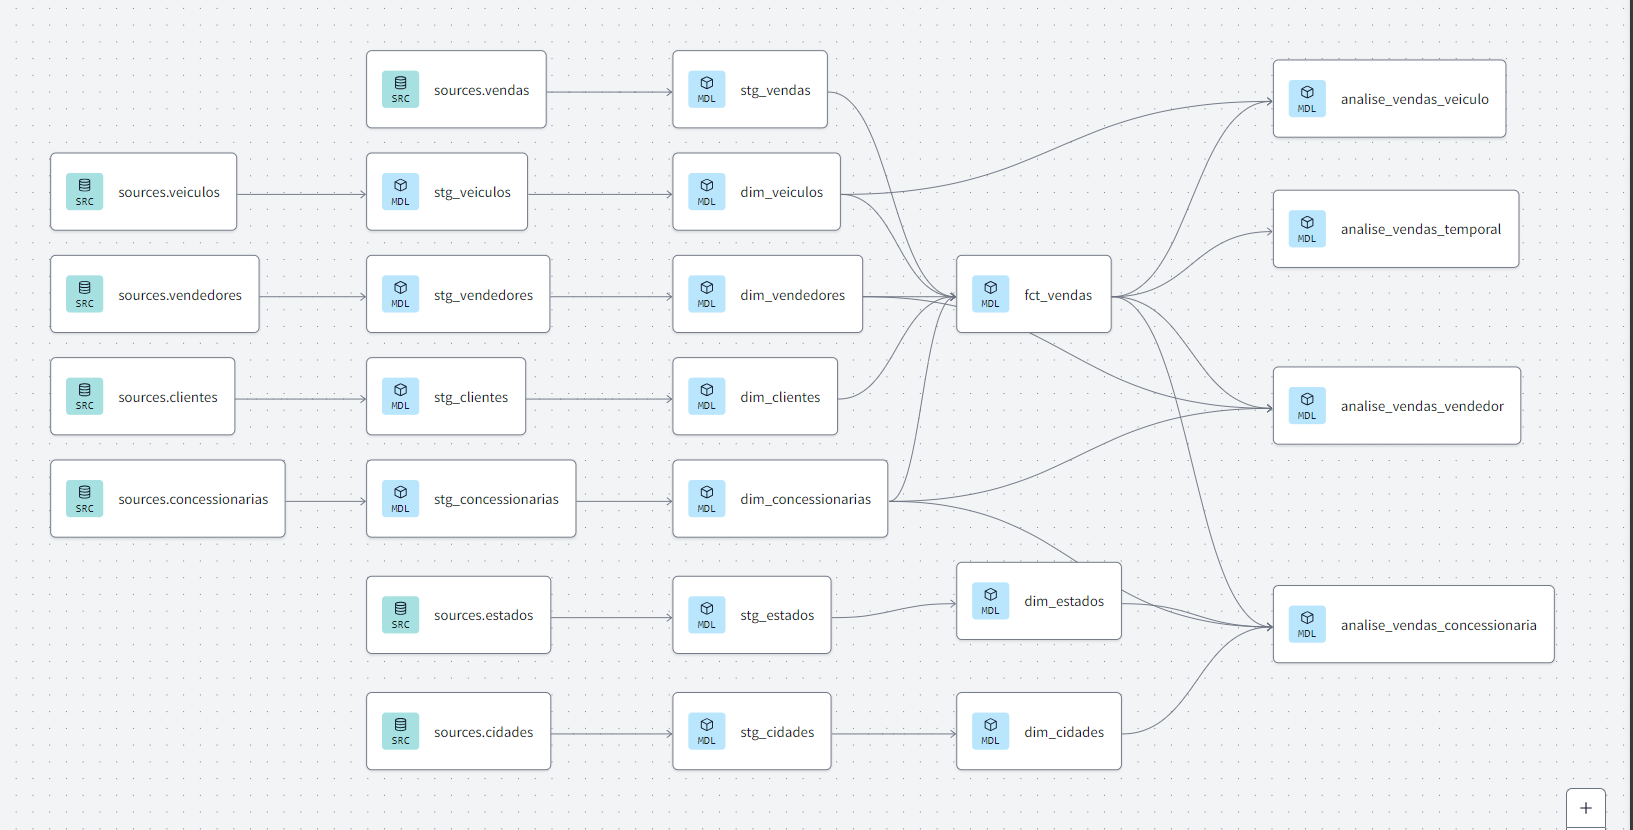 SRC sources.vendas
MDL stg_vendas
MDL analise_vendas_veiculo
SRC sources.veiculos
MDL stg_veiculos
MDL dim_veiculos
MDL analise_vendas_temporal
SRC sources.vendedores
MDL stg_vendedores
MDL dim_vendedores
MDL fct_vendas
SRC sources.clientes
MDL stg_clientes
MDL dim_clientes
MDL analise_vendas_vendedor
SRC sources.concessionarias
MDL stg_concessionarias
MDL dim_concessionarias
SRC sources.estados
MDL stg_estados
MDL dim_estados
MDL analise_vendas_concessionaria
SRC sources.cidades
MDL stg_cidades
MDL dim_cidades
+